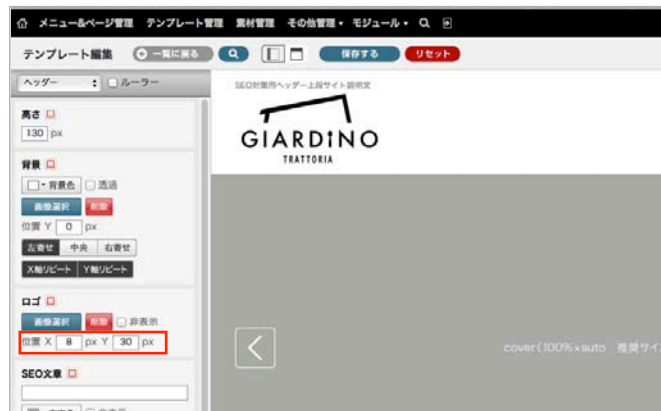 メニュー&ページ管理 テンプレート管理 素材管理 その他管理 モジュール
テンプレート編集 一覧に戻る 保存する リセット
ヘッダー ルーラー
高さ
130 px
背景
背景色 透過
画像選択 削除
位置 Y 0 px
左寄せ 中央 右寄せ
X軸リピート Y軸リピート
ロゴ
画像選択 削除 非表示
位置 X 8 px Y 30 px
SEO文章
SEO対策用ヘッダー上段サイト説明文
GIARDINO
TRATTORIA
cover(100%×auto 推奨サイ